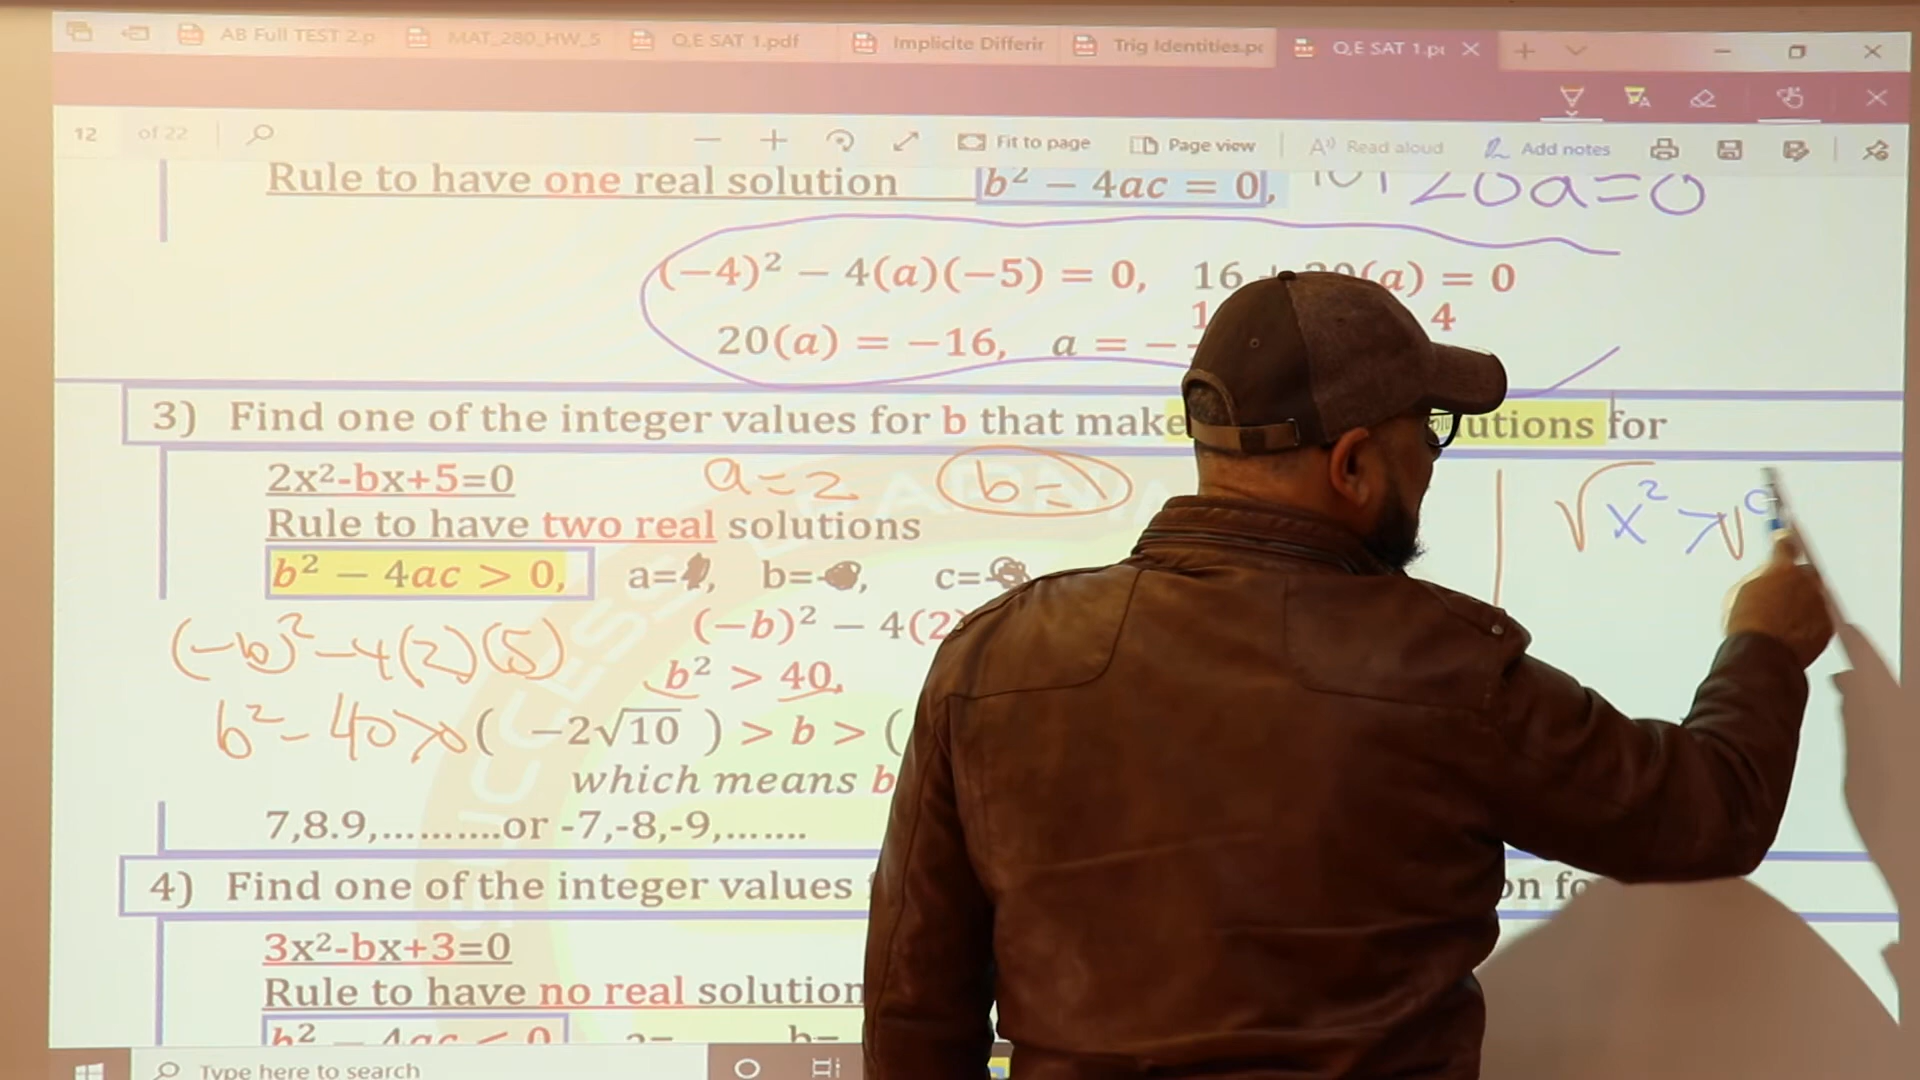 AB Full TEST 2.p MAT_280_HW_5 Q,E SAT 1.pdf Implicite Differir Trig Identities.pc Q,E SAT 1.p
12 of 22 Fit to page Page view Read aloud Add notes
Rule to have one real solution b² − 4ac = 0, 20a=0
(−4)² − 4(a)(−5) = 0, 16 (a) = 0
20(a) = −16, a = − 4
3) Find one of the integer values for b that make utions for
2x²-bx+5=0 a=2 b=
Rule to have two real solutions √x² > √
b² − 4ac > 0, a= , b=- , c=
(-b)²-4(2)(5) (−b)² − 4(2)
b² > 40,
b²-40>0 ( −2√10 ) > b > (
which means b
7,8.9,..........or -7,-8,-9,.......
4) Find one of the integer values on fo
3x²-bx+3=0
Rule to have no real solution
b² − 4ac < 0 a= b=
Type here to search